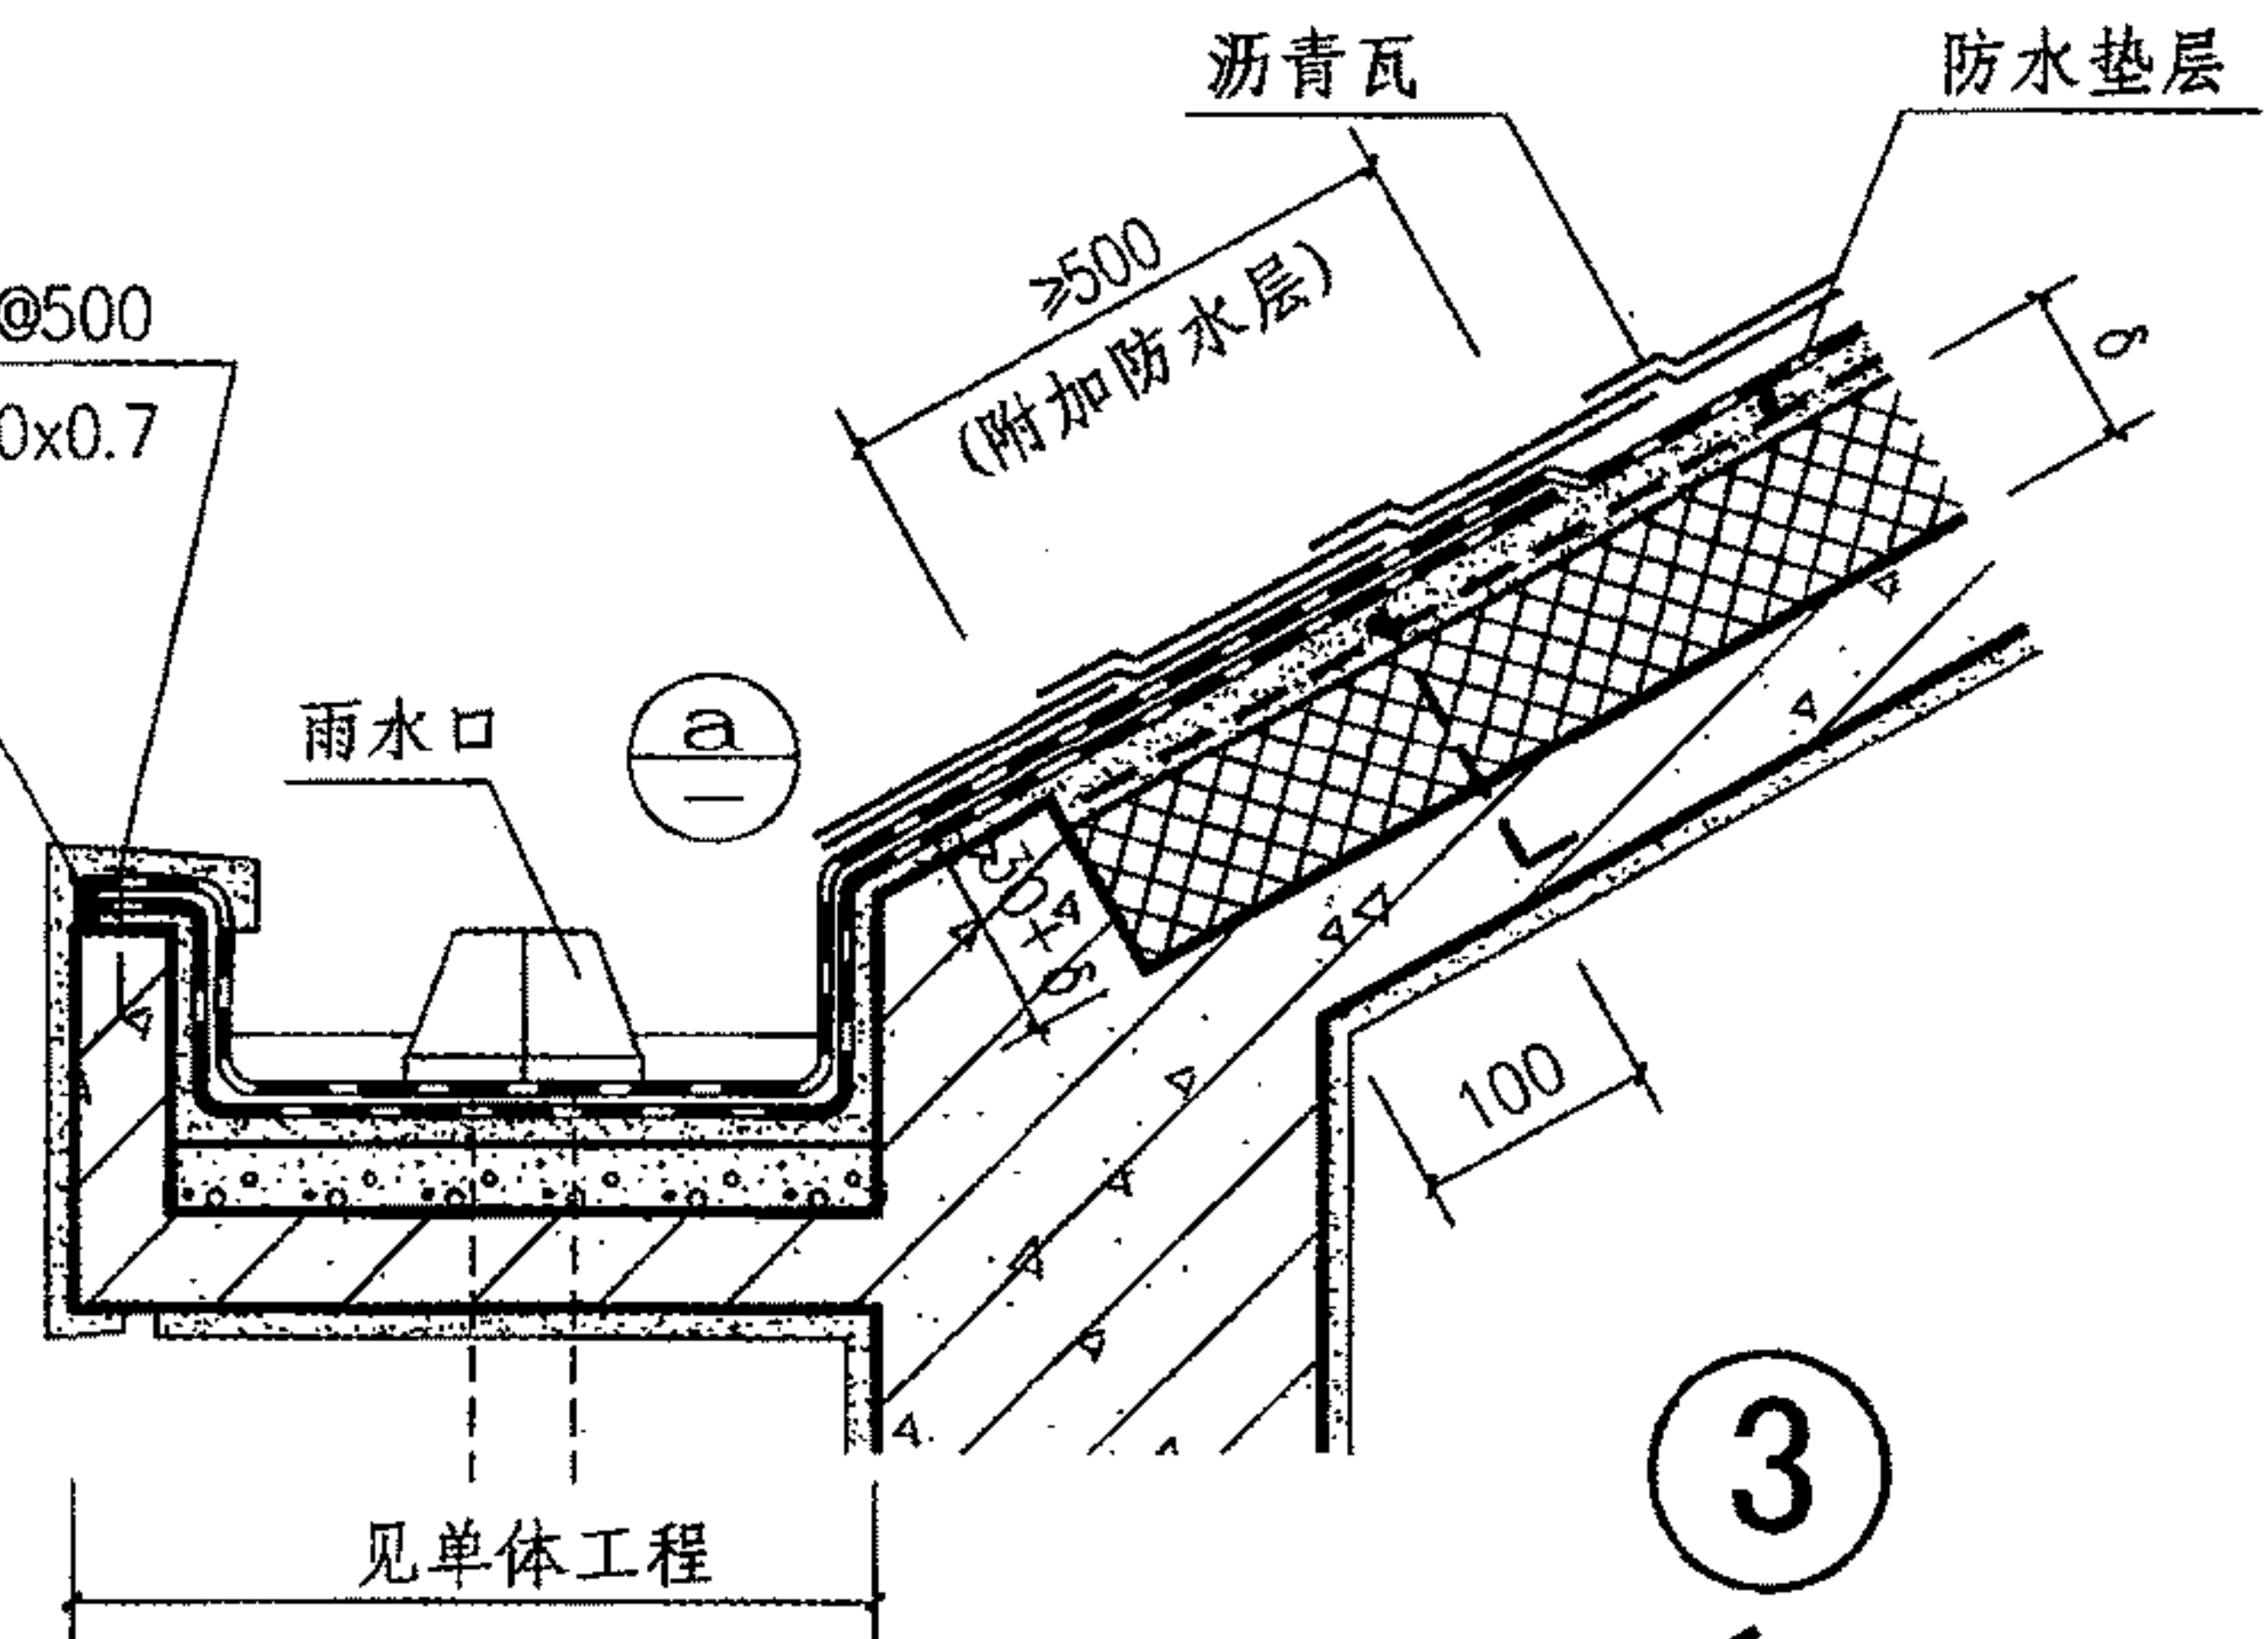 沥青瓦
防水垫层
≥500
(附加防水层)
@500
0x0.7
δ
雨水口
a
—
30+δ
100
3
见单体工程